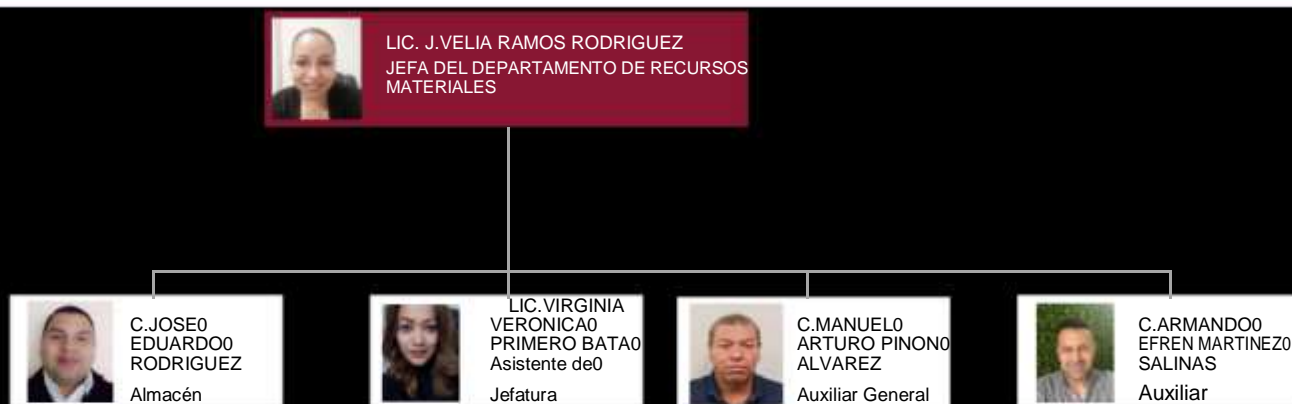 LIC. J.VELIA RAMOS RODRIGUEZ
JEFA DEL DEPARTAMENTO DE RECURSOS
MATERIALES
C.JOSE0
EDUARDO0
RODRIGUEZ
Almacén
LIC.VIRGINIA
VERONICA0
PRIMERO BATA0
Asistente de0
Jefatura
C.MANUEL0
ARTURO PINON0
ALVAREZ
Auxiliar General
C.ARMANDO0
EFREN MARTINEZ0
SALINAS
Auxiliar